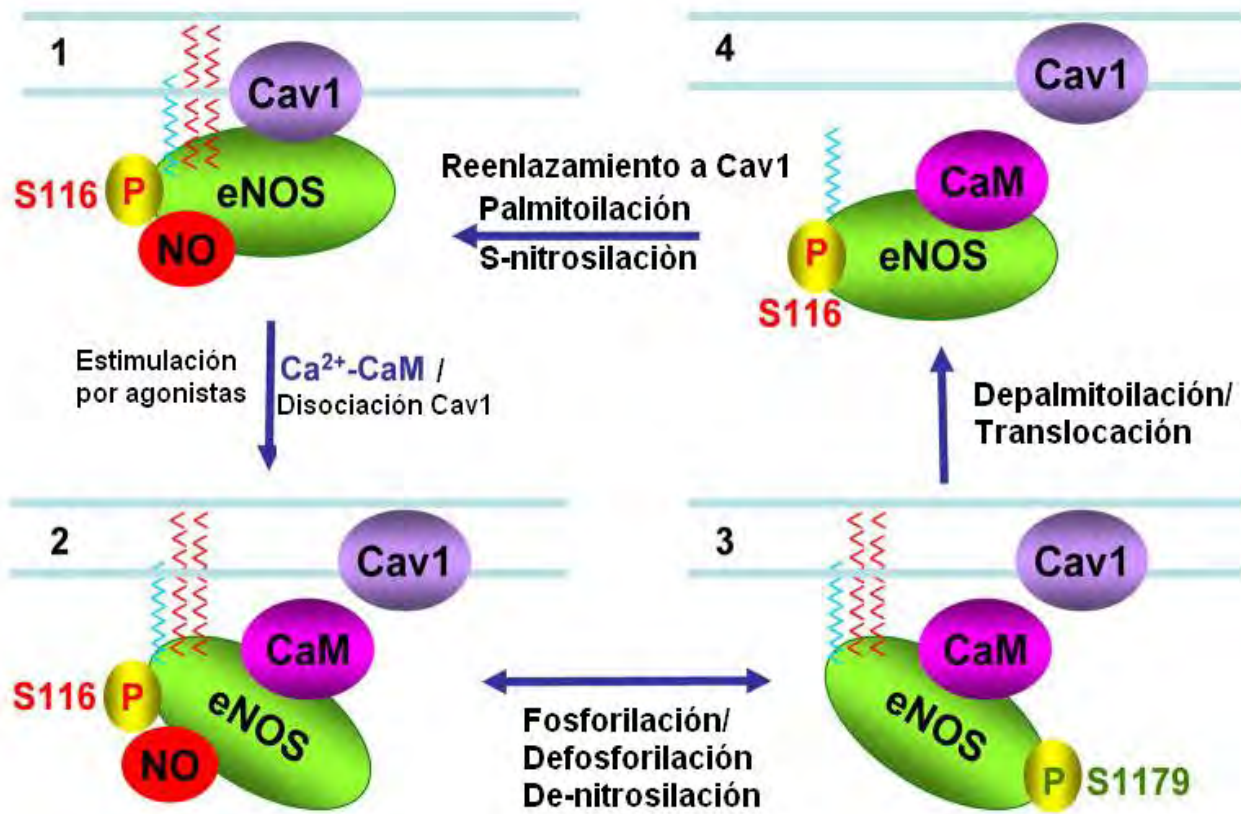 1
Cav1
S116
P
eNOS
NO
4
Cav1
CaM
eNOS
P
S116
Reenlazamiento a Cav1
Palmitoilación
S-nitrosilaciòn
Estimulación
por agonistas
Ca²⁺-CaM /
Disociación Cav1
Depalmitoilación/
Translocación
2
Cav1
CaM
S116
P
eNOS
NO
3
Cav1
CaM
eNOS
P
S1179
Fosforilación/
Defosforilación
De-nitrosilación